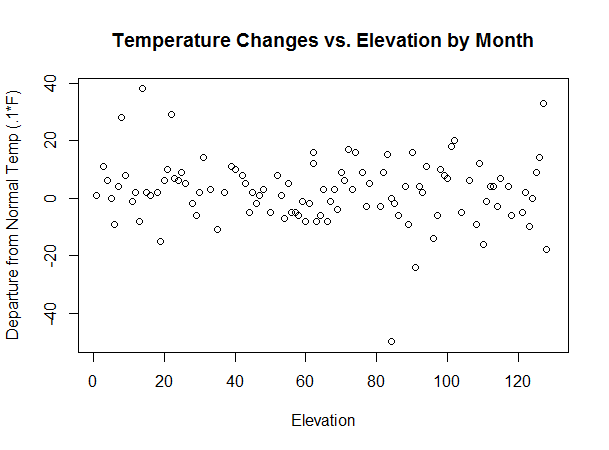 Temperature Changes vs. Elevation by Month
Departure from Normal Temp (.1*F)
40
20
0
-20
-40
0 20 40 60 80 100 120
Elevation